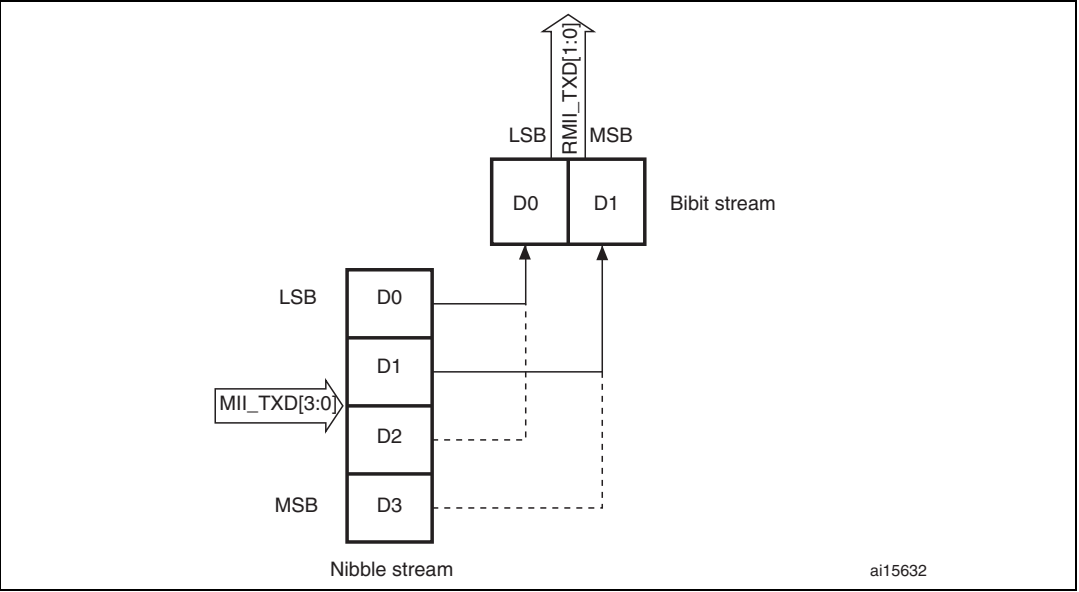 RMII_TXD[1:0]
LSB MSB
D0 D1 Bibit stream
LSB D0
D1
MII_TXD[3:0]
D2
MSB D3
Nibble stream
ai15632